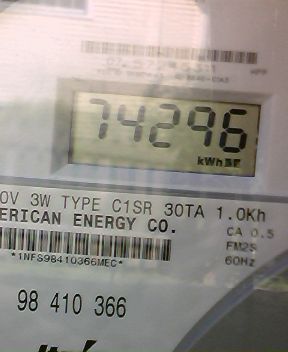 74296
kWh
0V 3W TYPE C1SR 30TA 1.0Kh
ERICAN ENERGY CO.
CA 0.5
FM2S
60Hz
*1NFS98410366MEC*
98 410 366